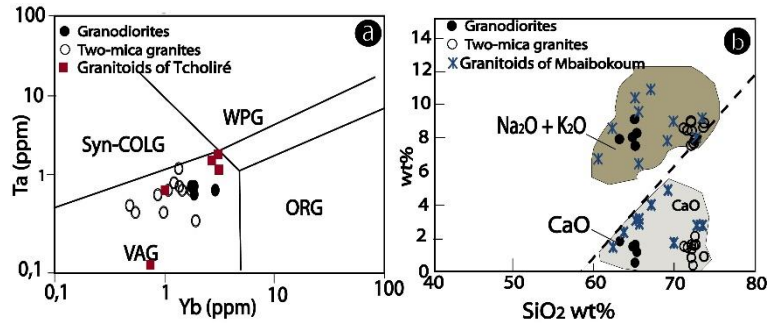 a
Granodiorites
Two-mica granites
Granitoids of Tcholiré
100
10
1
0,1
Ta (ppm)
Syn-COLG
WPG
VAG
ORG
0,1
1
10
100
Yb (ppm)
b
Granodiorites
Two-mica granites
Granitoids of Mbaibokoum
14
12
10
8
6
4
2
0
wt%
Na₂O + K₂O
CaO
CaO
40
50
60
70
80
SiO₂ wt%